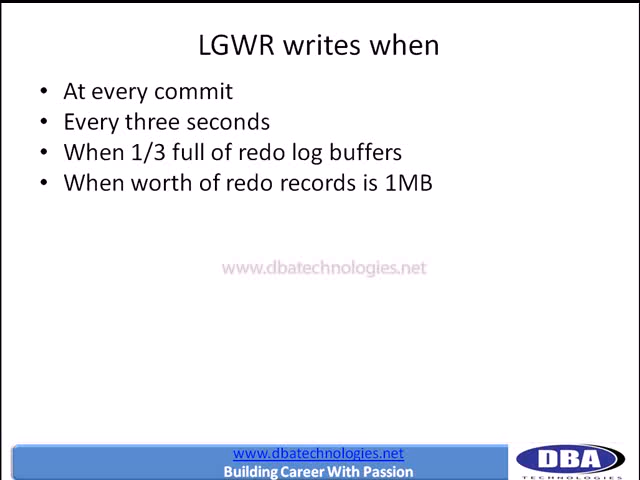 LGWR writes when
• At every commit
• Every three seconds
• When 1/3 full of redo log buffers
• When worth of redo records is 1MB
www.dbatechnologies.net
www.dbatechnologies.net
Building Career With Passion
DBA
TECHNOLOGIES